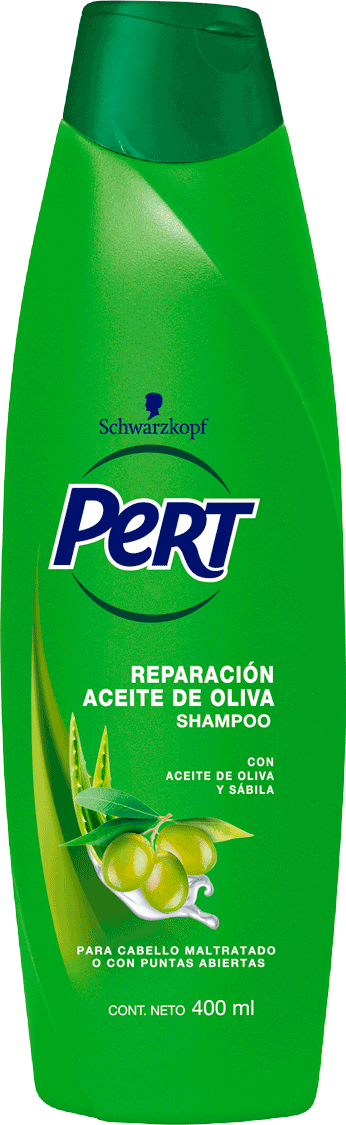 Schwarzkopf
PERT
REPARACIÓN
ACEITE DE OLIVA
SHAMPOO
CON
ACEITE DE OLIVA
Y SÁBILA
PARA CABELLO MALTRATADO
O CON PUNTAS ABIERTAS
CONT. NETO 400 ml